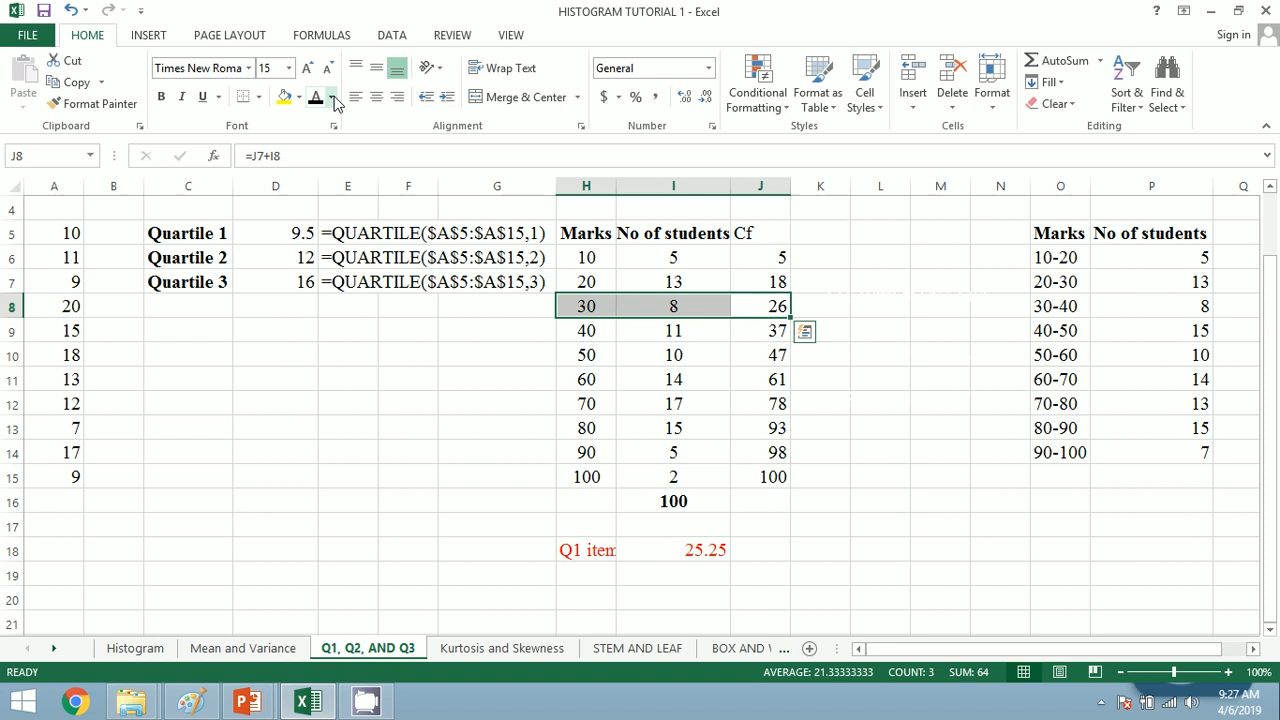 HISTOGRAM TUTORIAL 1 - Excel
FILE HOME INSERT PAGE LAYOUT FORMULAS DATA REVIEW VIEW Sign in
Paste Cut Copy Format Painter Clipboard
Times New Roma 15 B I U Font
Wrap Text Merge & Center Alignment
General $ % , Number
Conditional Formatting Format as Table Cell Styles Styles
Insert Delete Format Cells
AutoSum Fill Clear Sort & Filter Find & Select Editing
J8 fx =J7+I8
A B C D E F G H I J K L M N O P Q
4
5 10 Quartile 1 9.5 =QUARTILE($A$5:$A$15,1) Marks No of students Cf Marks No of students
6 11 Quartile 2 12 =QUARTILE($A$5:$A$15,2) 10 5 5 10-20 5
7 9 Quartile 3 16 =QUARTILE($A$5:$A$15,3) 20 13 18 20-30 13
8 20 30 8 26 30-40 8
9 15 40 11 37 40-50 15
10 18 50 10 47 50-60 10
11 13 60 14 61 60-70 14
12 12 70 17 78 70-80 13
13 7 80 15 93 80-90 15
14 17 90 5 98 90-100 7
15 9 100 2 100
16 100
17
18 Q1 item 25.25
19
20
21
Histogram Mean and Variance Q1, Q2, AND Q3 Kurtosis and Skewness STEM AND LEAF BOX AND ...
READY AVERAGE: 21.33333333 COUNT: 3 SUM: 64 100%
9:27 AM
4/6/2019